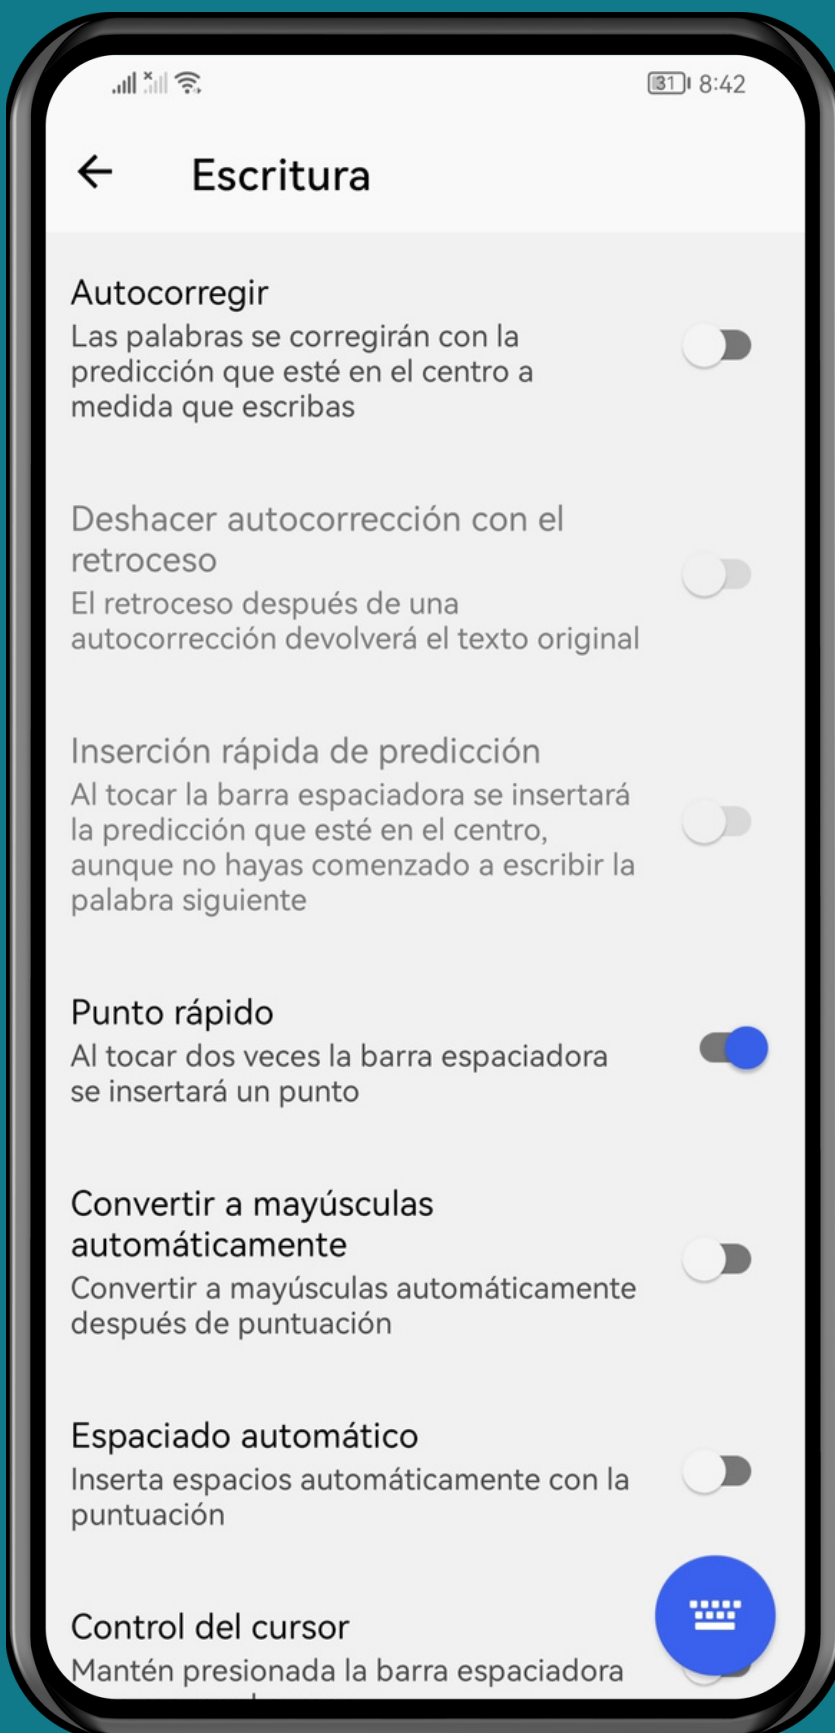 31 8:42
Escritura
Autocorregir
Las palabras se corregirán con la
predicción que esté en el centro a
medida que escribas
Deshacer autocorrección con el
retroceso
El retroceso después de una
autocorrección devolverá el texto original
Inserción rápida de predicción
Al tocar la barra espaciadora se insertará
la predicción que esté en el centro,
aunque no hayas comenzado a escribir la
palabra siguiente
Punto rápido
Al tocar dos veces la barra espaciadora
se insertará un punto
Convertir a mayúsculas
automáticamente
Convertir a mayúsculas automáticamente
después de puntuación
Espaciado automático
Inserta espacios automáticamente con la
puntuación
Control del cursor
Mantén presionada la barra espaciadora